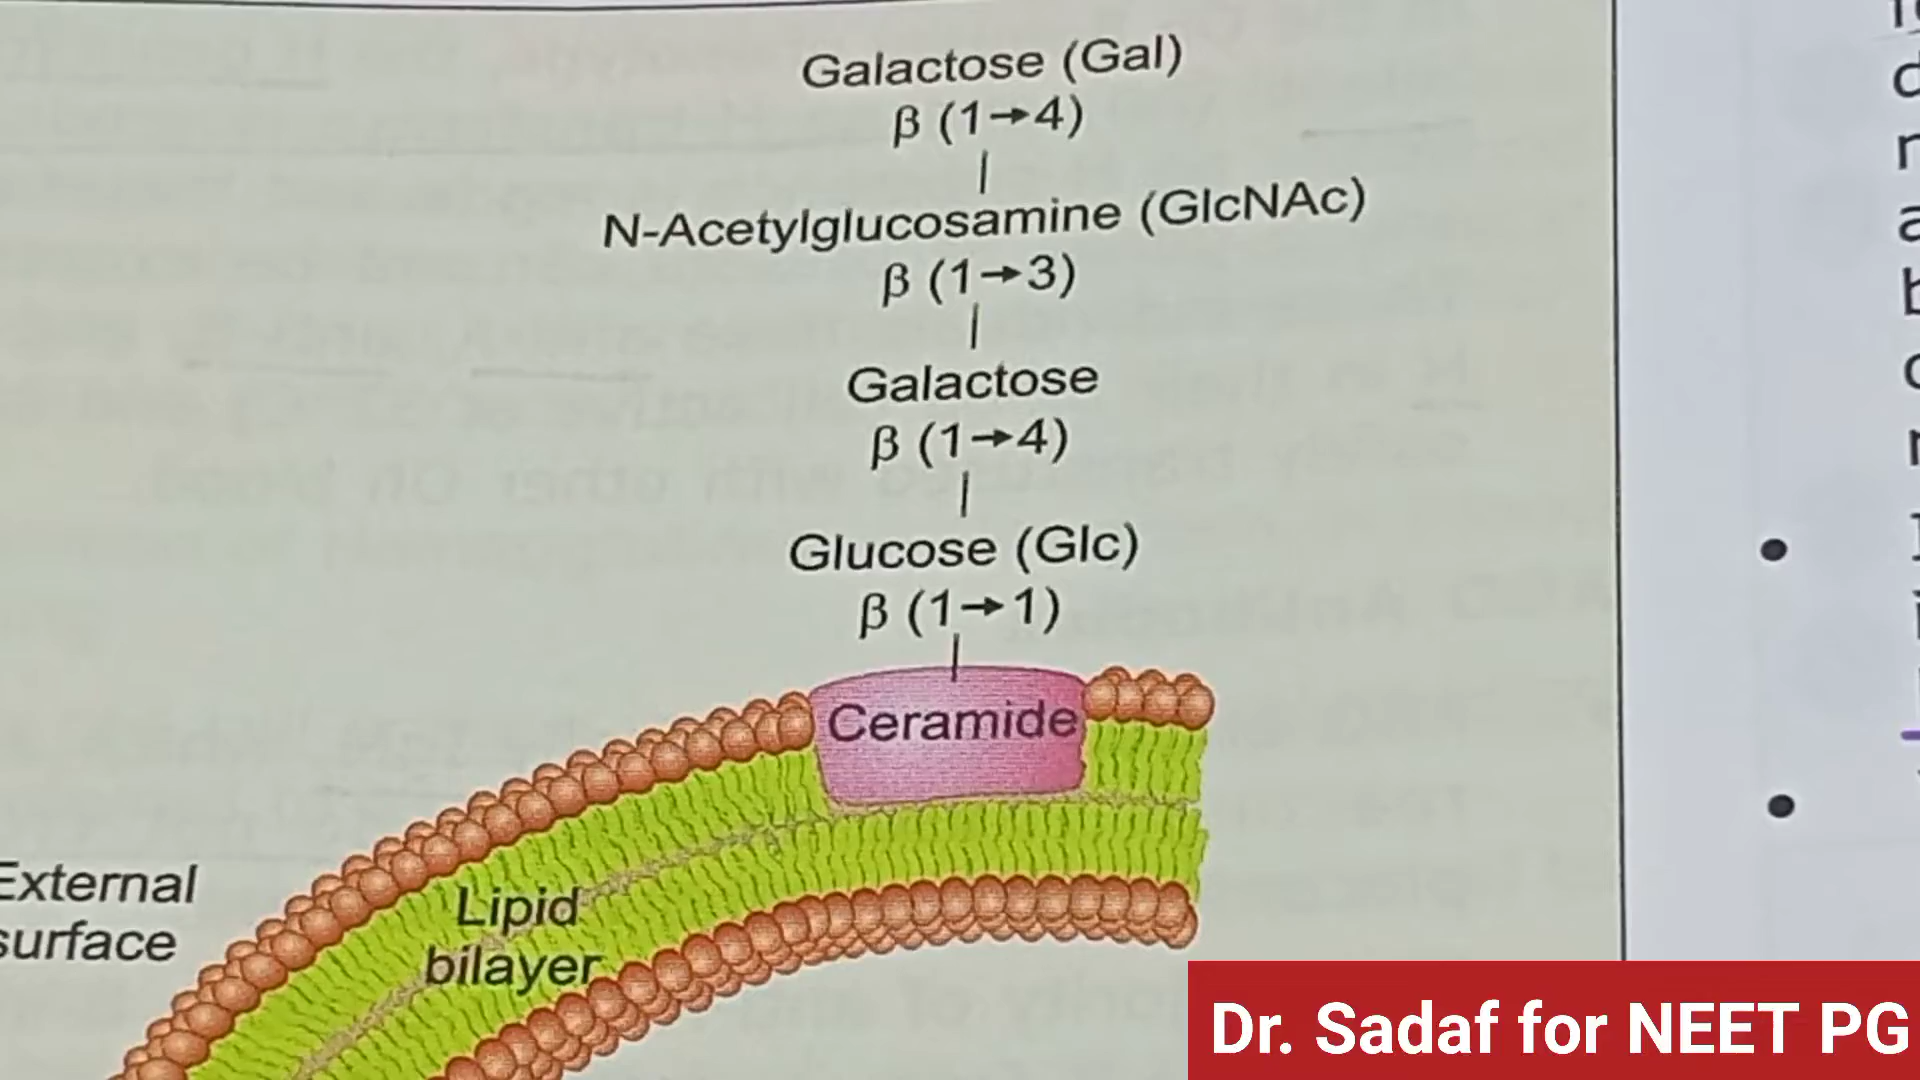 Galactose (Gal)
β (1→4)
N-Acetylglucosamine (GlcNAc)
β (1→3)
Galactose
β (1→4)
Glucose (Glc)
β (1→1)
Ceramide
External
surface
Lipid
bilayer
Dr. Sadaf for NEET PG